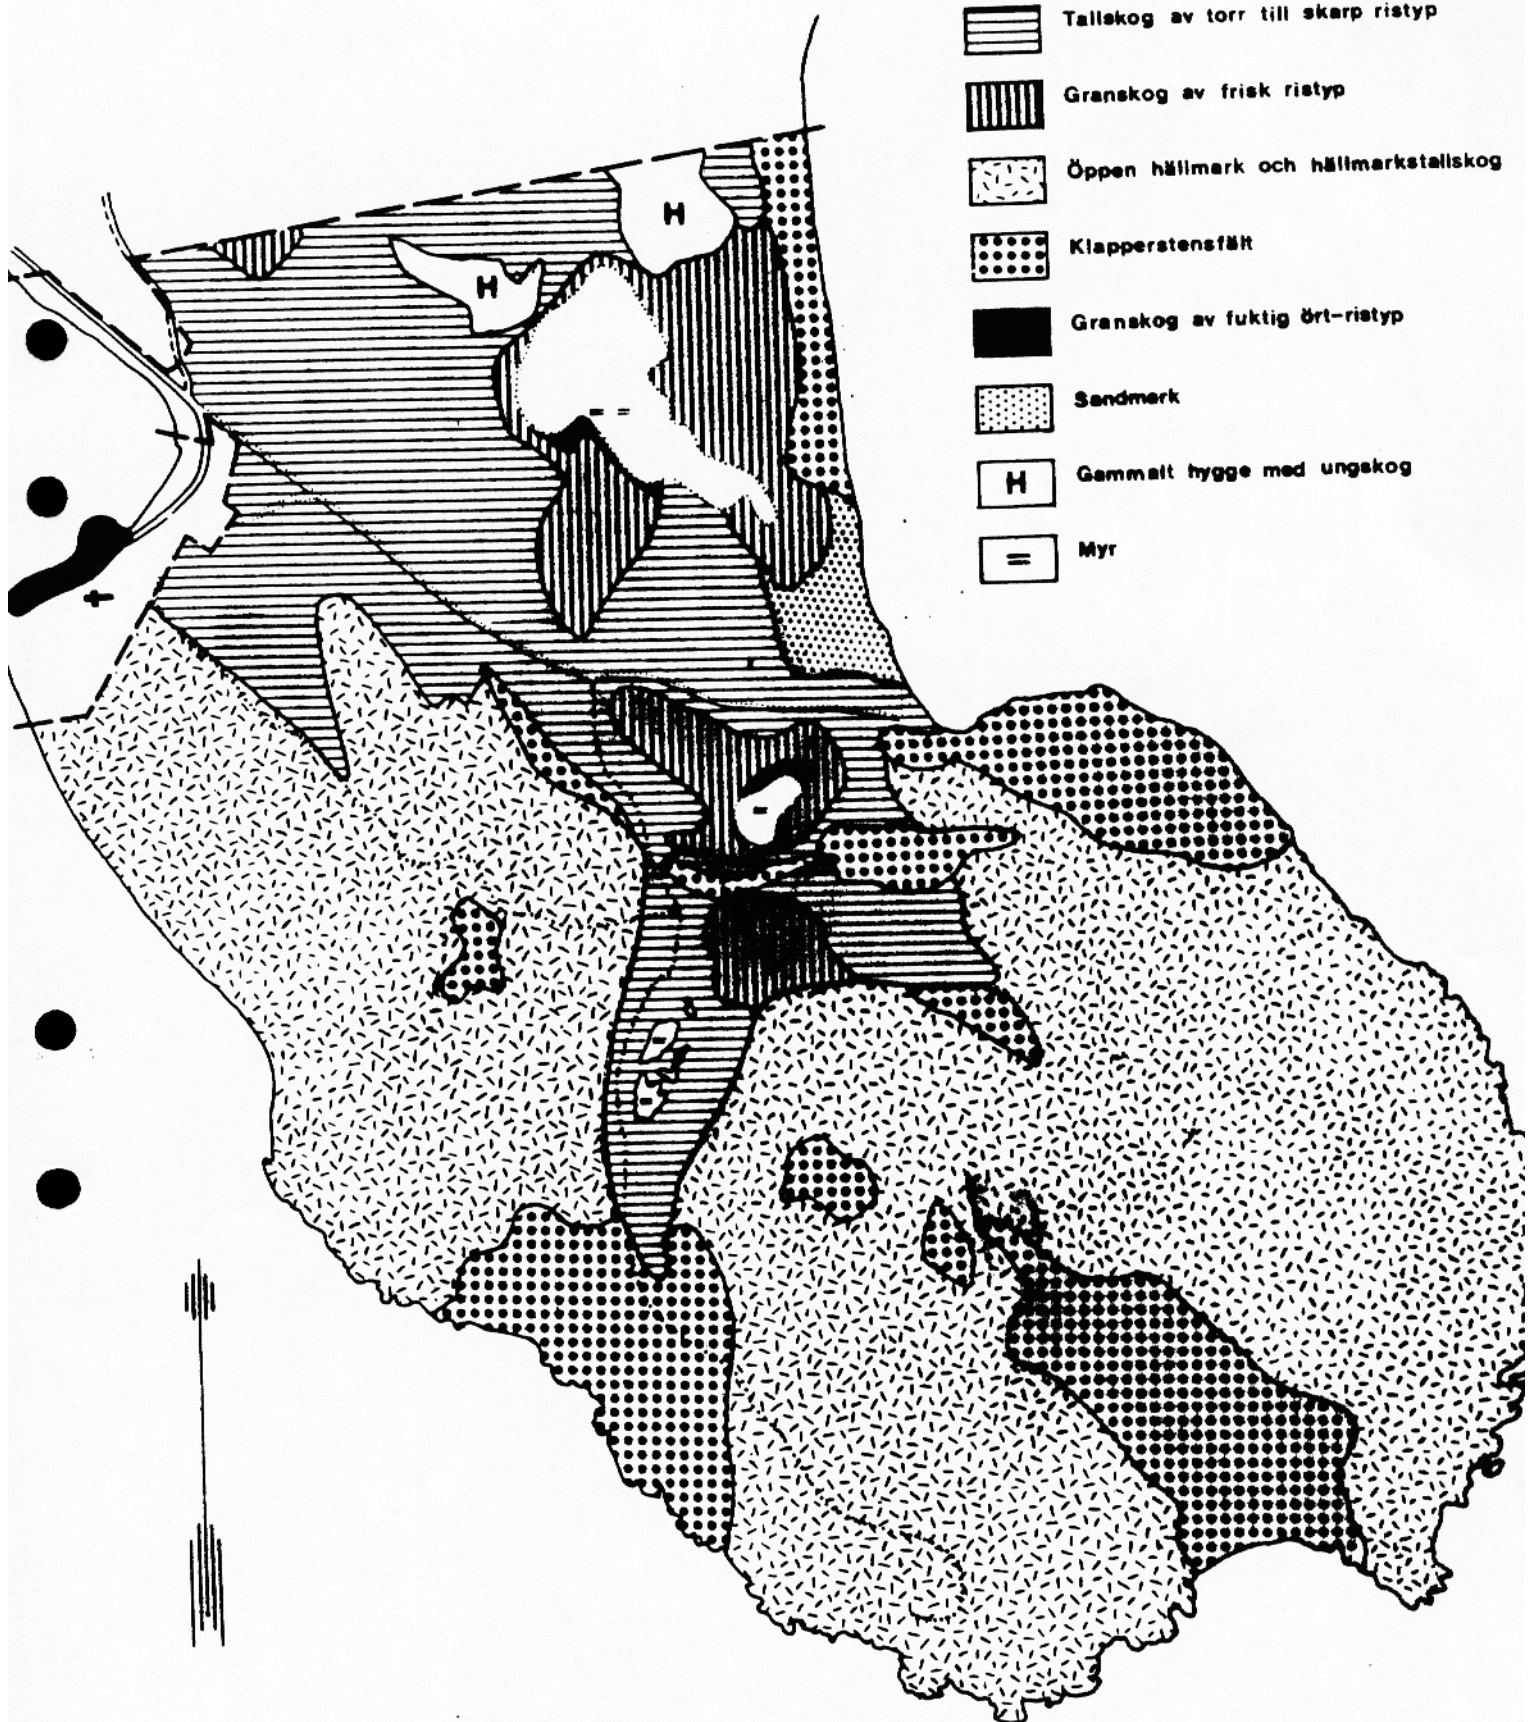 Tallskog av torr till skarp ristyp
Granskog av frisk ristyp
Öppen hällmark och hällmarkstallskog
Klapperstensfält
Granskog av fuktig ört-ristyp
Sandmark
H Gammalt hygge med ungskog
= Myr
H
H
= =
=
=
=